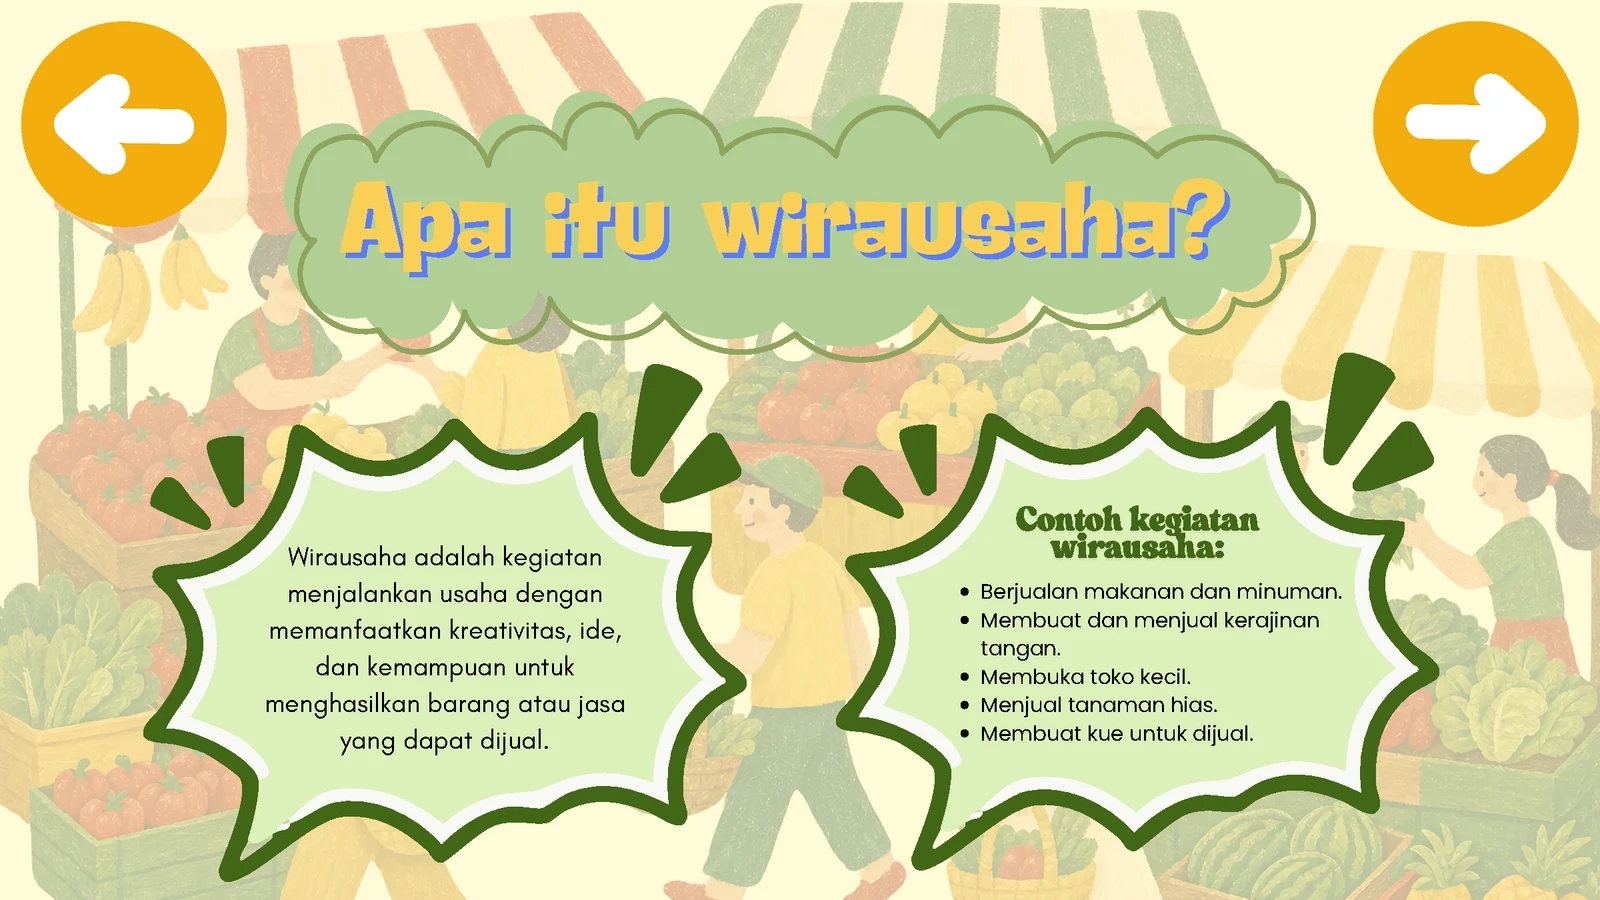 Apa itu wirausaha?
Wirausaha adalah kegiatan
menjalankan usaha dengan
memanfaatkan kreativitas, ide,
dan kemampuan untuk
menghasilkan barang atau jasa
yang dapat dijual.
Contoh kegiatan
wirausaha:
• Berjualan makanan dan minuman.
• Membuat dan menjual kerajinan
tangan.
• Membuka toko kecil.
• Menjual tanaman hias.
• Membuat kue untuk dijual.